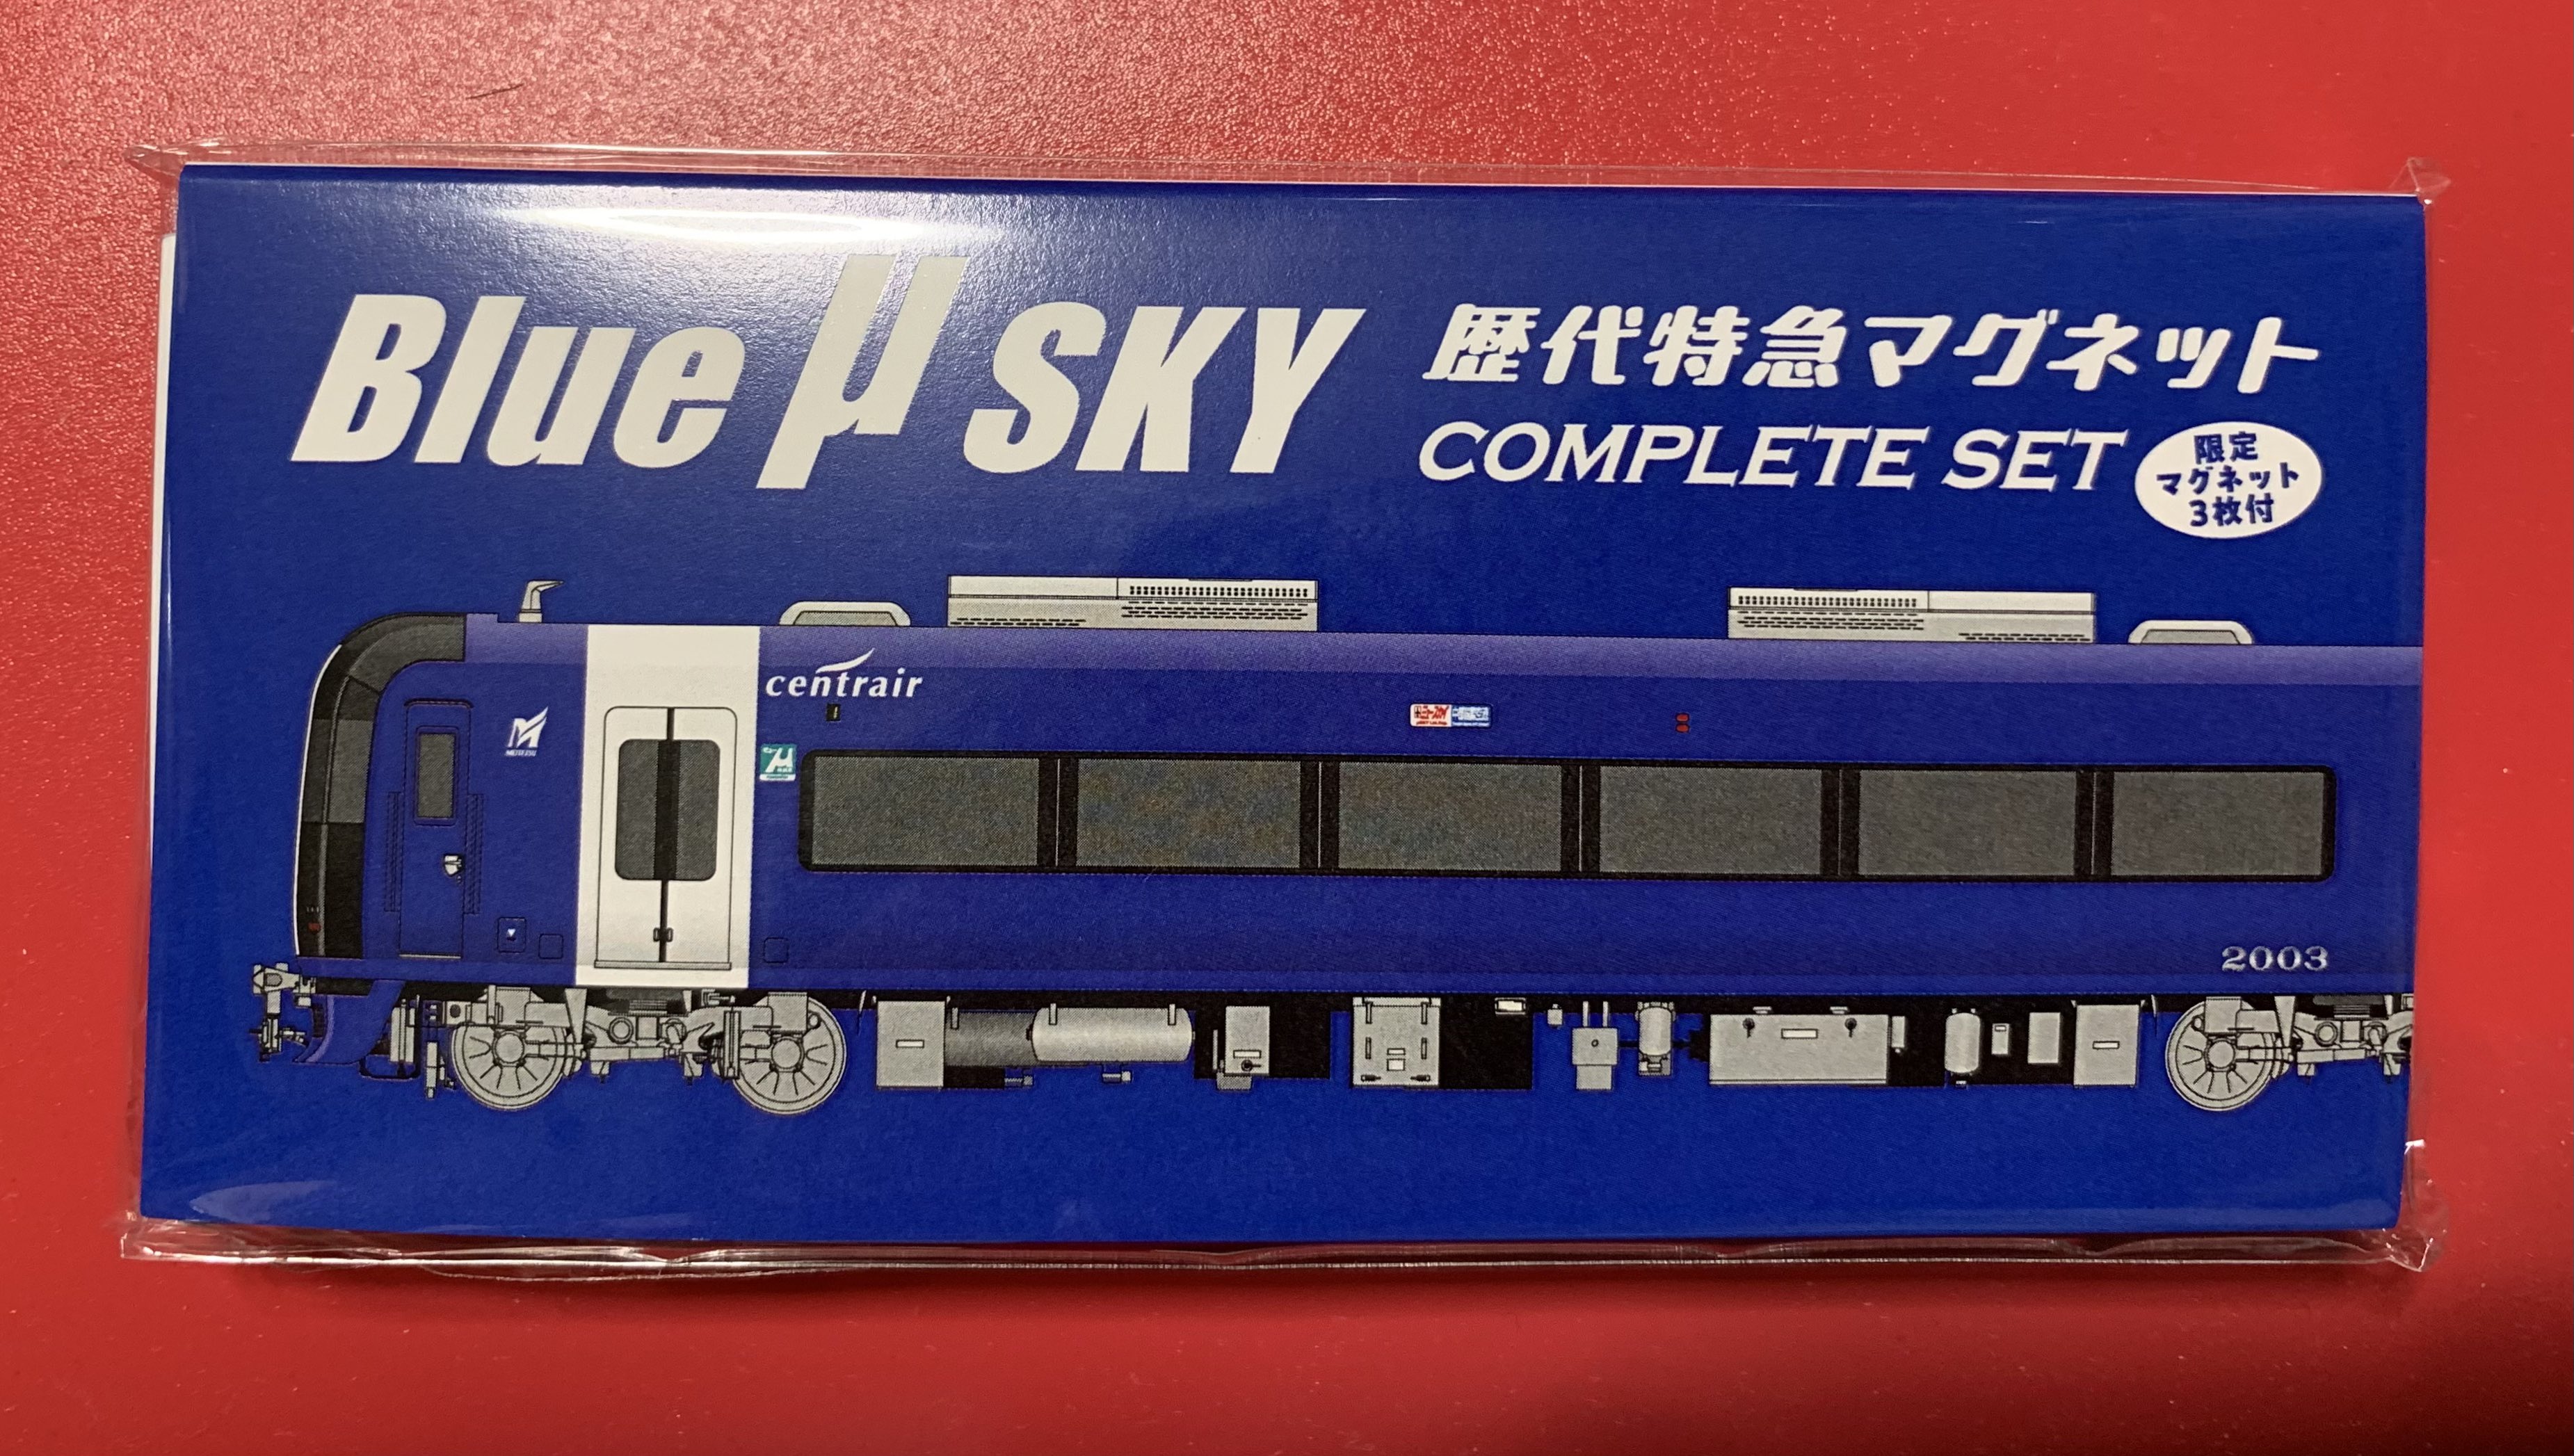 Blue μ SKY
歴代特急マグネット
COMPLETE SET
限定
マグネット
3枚付
centrair
MEITETSU
μ
2003